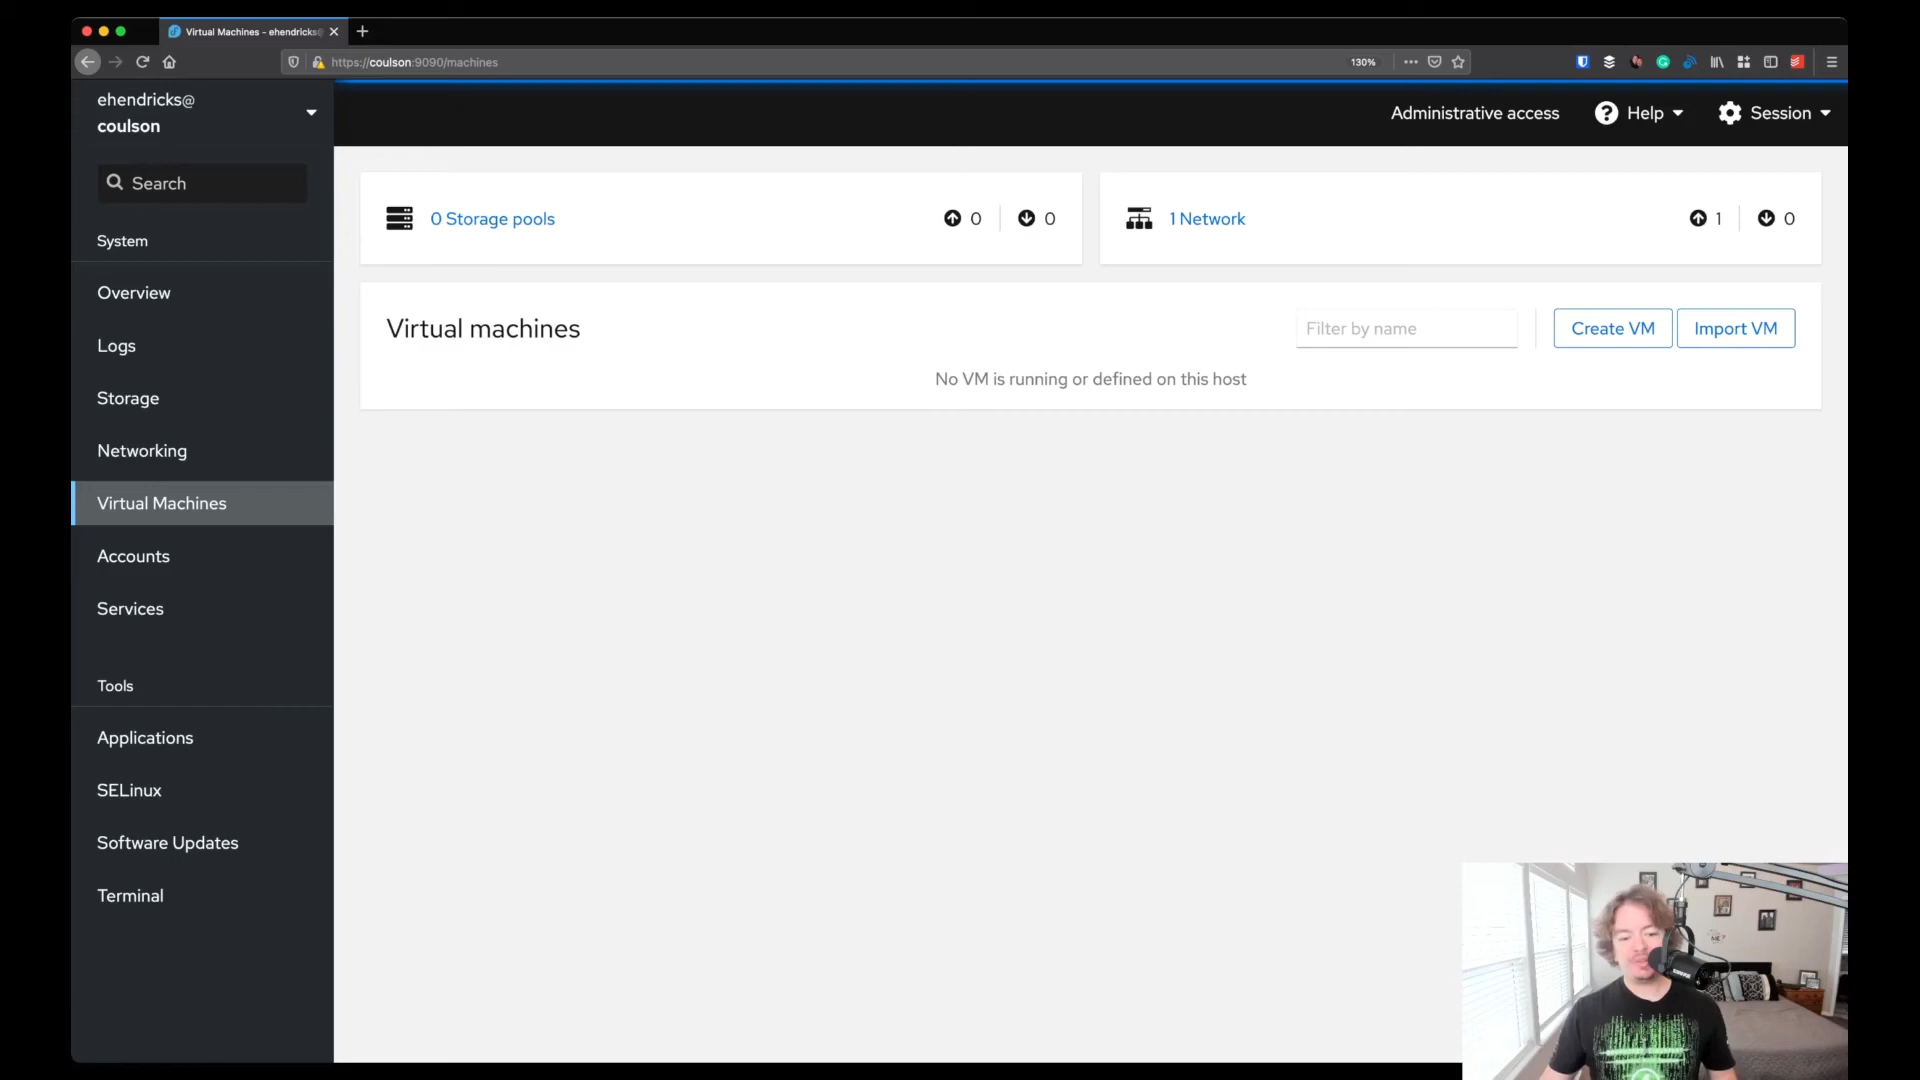 Virtual Machines - ehendricks@
https://coulson:9090/machines
130%
ehendricks@
coulson
Administrative access
Help
Session
Search
System
Overview
Logs
Storage
Networking
Virtual Machines
Accounts
Services
Tools
Applications
SELinux
Software Updates
Terminal
0 Storage pools
0
0
1 Network
1
0
Virtual machines
Filter by name
Create VM
Import VM
No VM is running or defined on this host